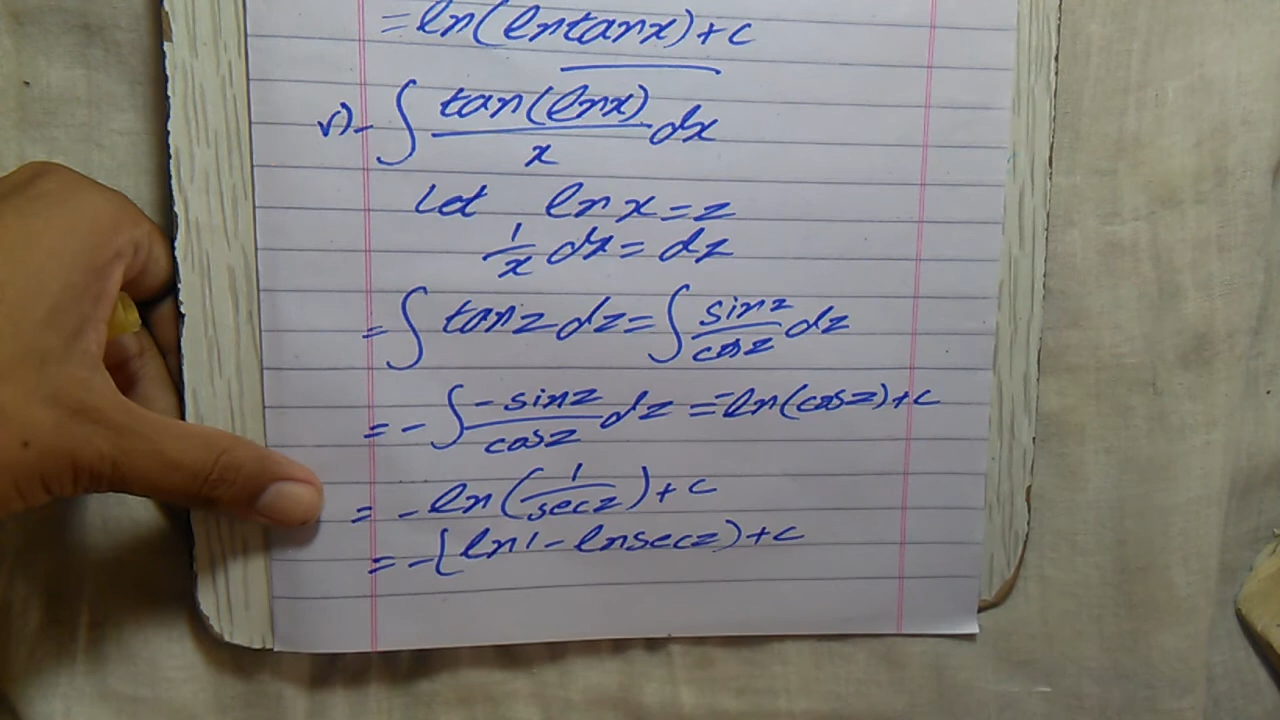 = ln(lntanx)+c
v)- ∫ tan(lnx)/x dx
Let lnx=z
1/x dx = dz
= ∫ tanz dz = ∫ sinz/cosz dz
= - ∫ -sinz/cosz dz = -ln(cosz)+c
= -ln(1/secz)+c
= -(ln1-lnsecz)+c